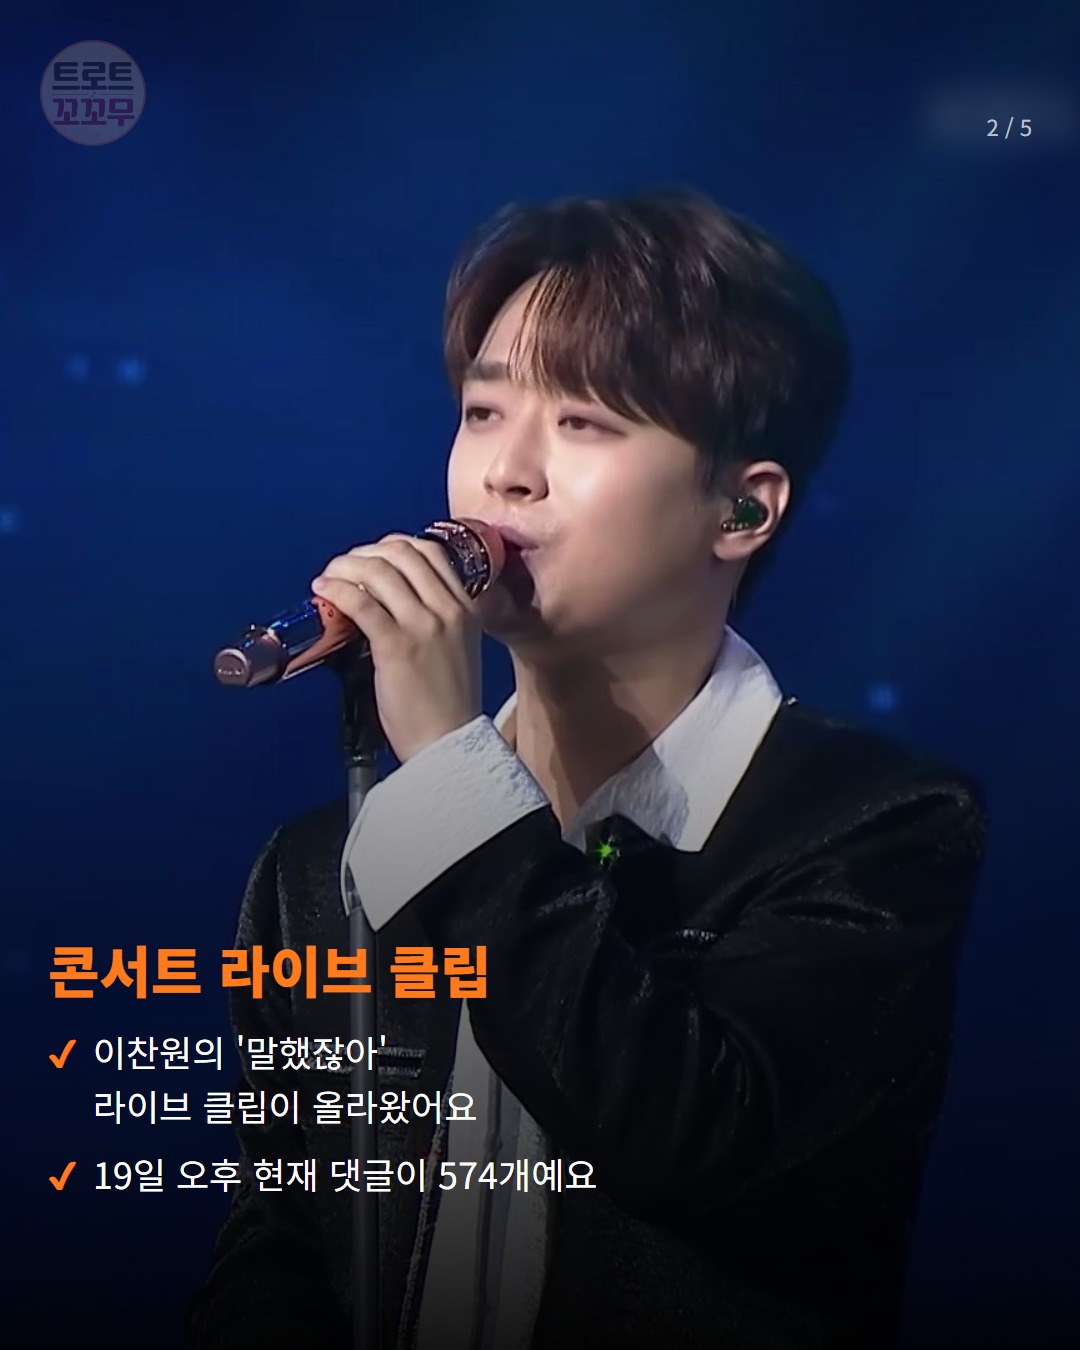 트로트
꼬꼬무
2 / 5
콘서트 라이브 클립
✔ 이찬원의 '말했잖아'
라이브 클립이 올라왔어요
✔ 19일 오후 현재 댓글이 574개예요